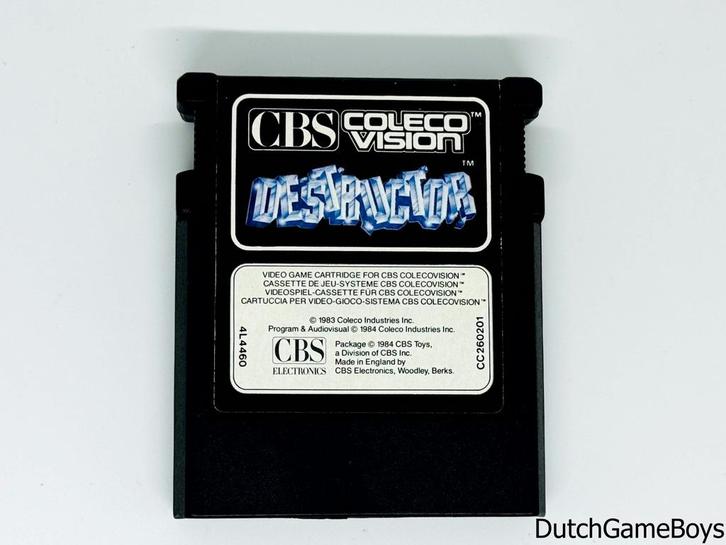 CBS COLECO VISION™
DESTRUCTOR™
VIDEO GAME CARTRIDGE FOR CBS COLECOVISION™
CASSETTE DE JEU-SYSTEME CBS COLECOVISION™
VIDEOSPIEL-CASSETTE FÜR CBS COLECOVISION™
CARTUCCIA PER VIDEO-GIOCO-SISTEMA CBS COLECOVISION™
© 1983 Coleco Industries Inc.
Program & Audiovisual © 1984 Coleco Industries Inc.
CBS
ELECTRONICS
Package © 1984 CBS Toys,
a Division of CBS Inc.
Made in England by
CBS Electronics, Woodley, Berks.
4L4460
CC260201
DutchGameBoys